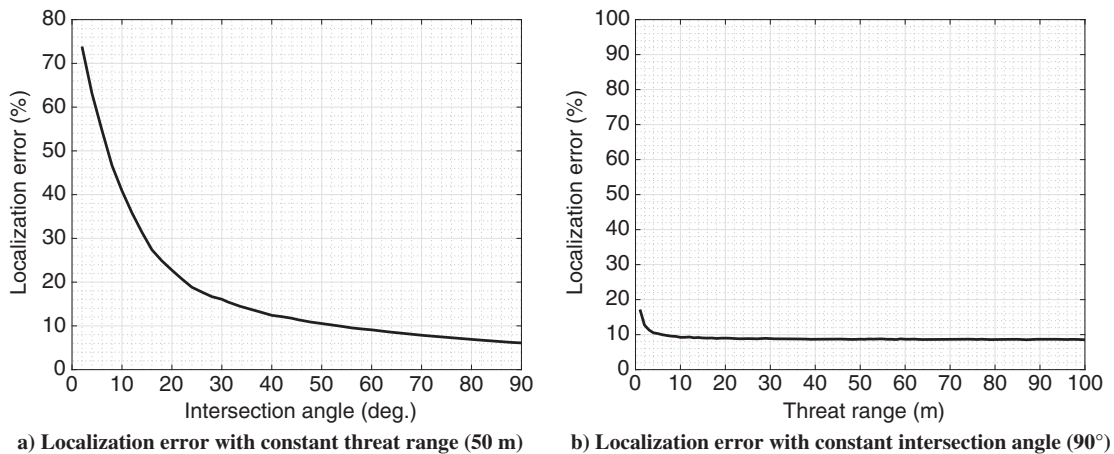 80
70
60
50
40
30
20
10
0
Localization error (%)
0 10 20 30 40 50 60 70 80 90
Intersection angle (deg.)
a) Localization error with constant threat range (50 m)
100
90
80
70
60
50
40
30
20
10
0
Localization error (%)
0 10 20 30 40 50 60 70 80 90 100
Threat range (m)
b) Localization error with constant intersection angle (90°)